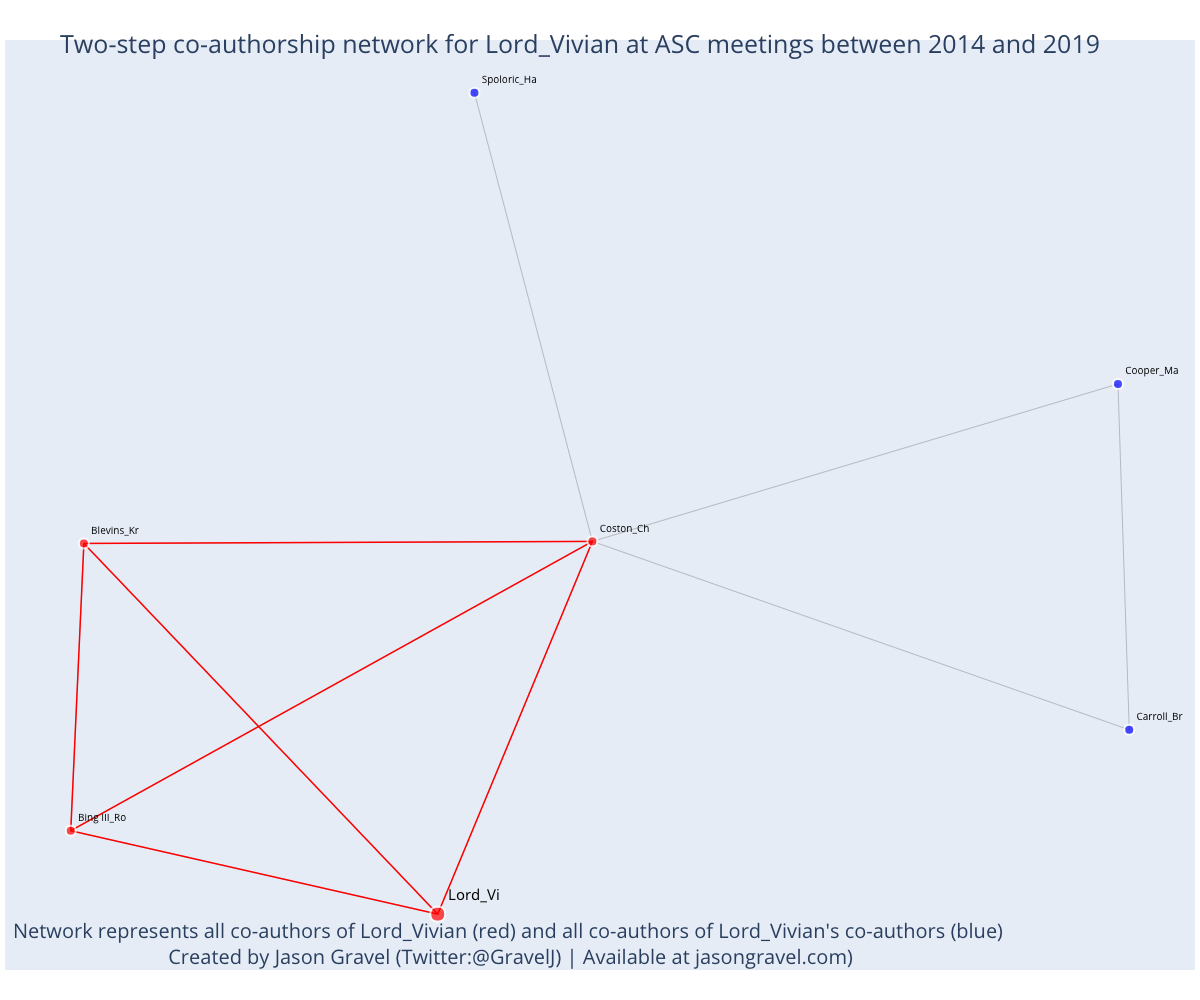 Two-step co-authorship network for Lord_Vivian at ASC meetings between 2014 and 2019
Spoloric_Ha
Cooper_Ma
Coston_Ch
Blevins_Kr
Carroll_Br
Bing III_Ro
Lord_Vi
Network represents all co-authors of Lord_Vivian (red) and all co-authors of Lord_Vivian's co-authors (blue)
Created by Jason Gravel (Twitter:@GravelJ) | Available at jasongravel.com)